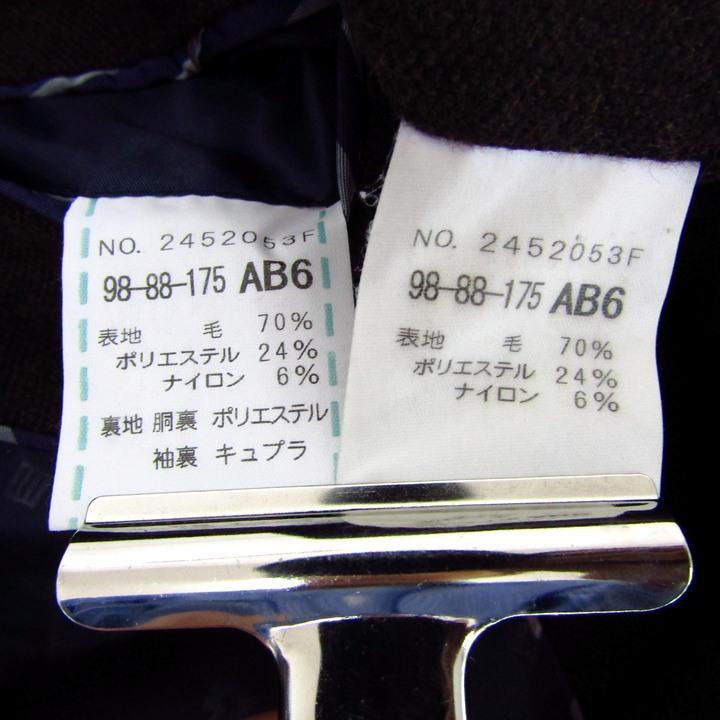 NO. 2452053F
98-88-175 AB6
表地 毛 70%
ポリエステル 24%
ナイロン 6%
裏地 胴裏 ポリエステル
袖裏 キュプラ
NO. 2452053F
98-88-175 AB6
表地 毛 70%
ポリエステル 24%
ナイロン 6%